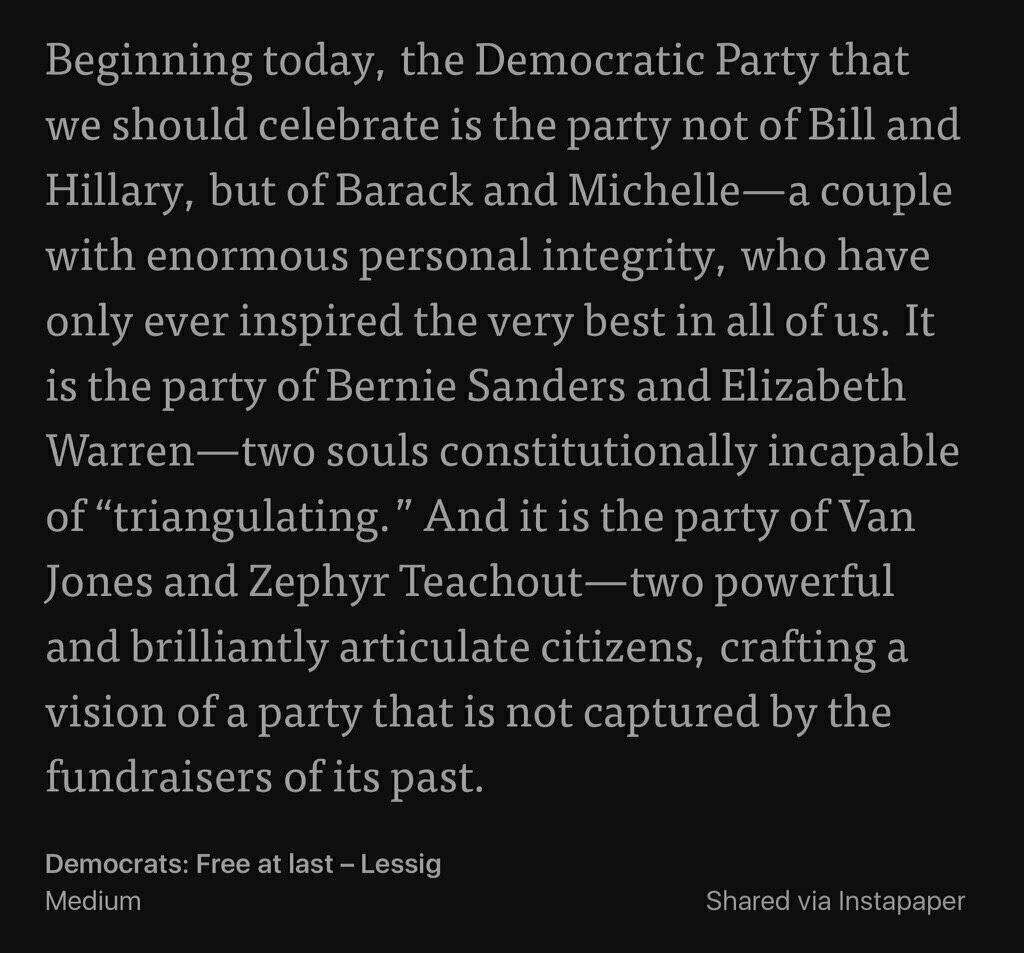 Beginning today, the Democratic Party that
we should celebrate is the party not of Bill and
Hillary, but of Barack and Michelle—a couple
with enormous personal integrity, who have
only ever inspired the very best in all of us. It
is the party of Bernie Sanders and Elizabeth
Warren—two souls constitutionally incapable
of “triangulating.” And it is the party of Van
Jones and Zephyr Teachout—two powerful
and brilliantly articulate citizens, crafting a
vision of a party that is not captured by the
fundraisers of its past.
Democrats: Free at last – Lessig
Medium
Shared via Instapaper